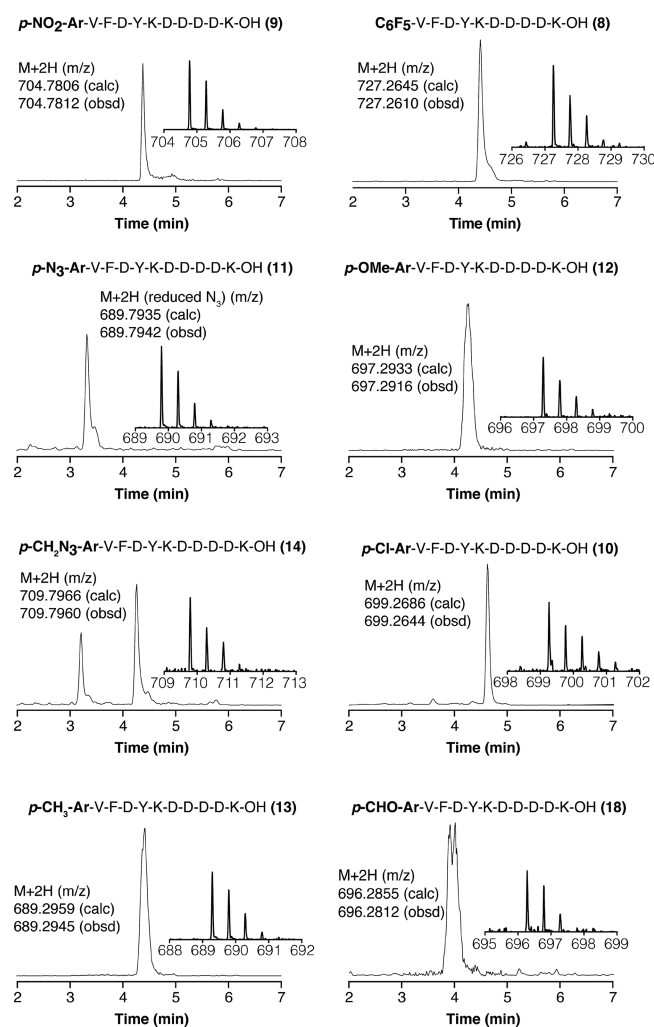 p-NO2-Ar-V-F-D-Y-K-D-D-D-D-K-OH (9)
M+2H (m/z)
704.7806 (calc)
704.7812 (obsd)
704 705 706 707 708
2 3 4 5 6 7
Time (min)
C6F5-V-F-D-Y-K-D-D-D-D-K-OH (8)
M+2H (m/z)
727.2645 (calc)
727.2610 (obsd)
726 727 728 729 730
2 3 4 5 6 7
Time (min)
p-N3-Ar-V-F-D-Y-K-D-D-D-D-K-OH (11)
M+2H (reduced N3) (m/z)
689.7935 (calc)
689.7942 (obsd)
689 690 691 692 693
2 3 4 5 6 7
Time (min)
p-OMe-Ar-V-F-D-Y-K-D-D-D-D-K-OH (12)
M+2H (m/z)
697.2933 (calc)
697.2916 (obsd)
696 697 698 699 700
2 3 4 5 6 7
Time (min)
p-CH2N3-Ar-V-F-D-Y-K-D-D-D-D-K-OH (14)
M+2H (m/z)
709.7966 (calc)
709.7960 (obsd)
709 710 711 712 713
2 3 4 5 6 7
Time (min)
p-Cl-Ar-V-F-D-Y-K-D-D-D-D-K-OH (10)
M+2H (m/z)
699.2686 (calc)
699.2644 (obsd)
698 699 700 701 702
2 3 4 5 6 7
Time (min)
p-CH3-Ar-V-F-D-Y-K-D-D-D-D-K-OH (13)
M+2H (m/z)
689.2959 (calc)
689.2945 (obsd)
688 689 690 691 692
2 3 4 5 6 7
Time (min)
p-CHO-Ar-V-F-D-Y-K-D-D-D-D-K-OH (18)
M+2H (m/z)
696.2855 (calc)
696.2812 (obsd)
695 696 697 698 699
2 3 4 5 6 7
Time (min)